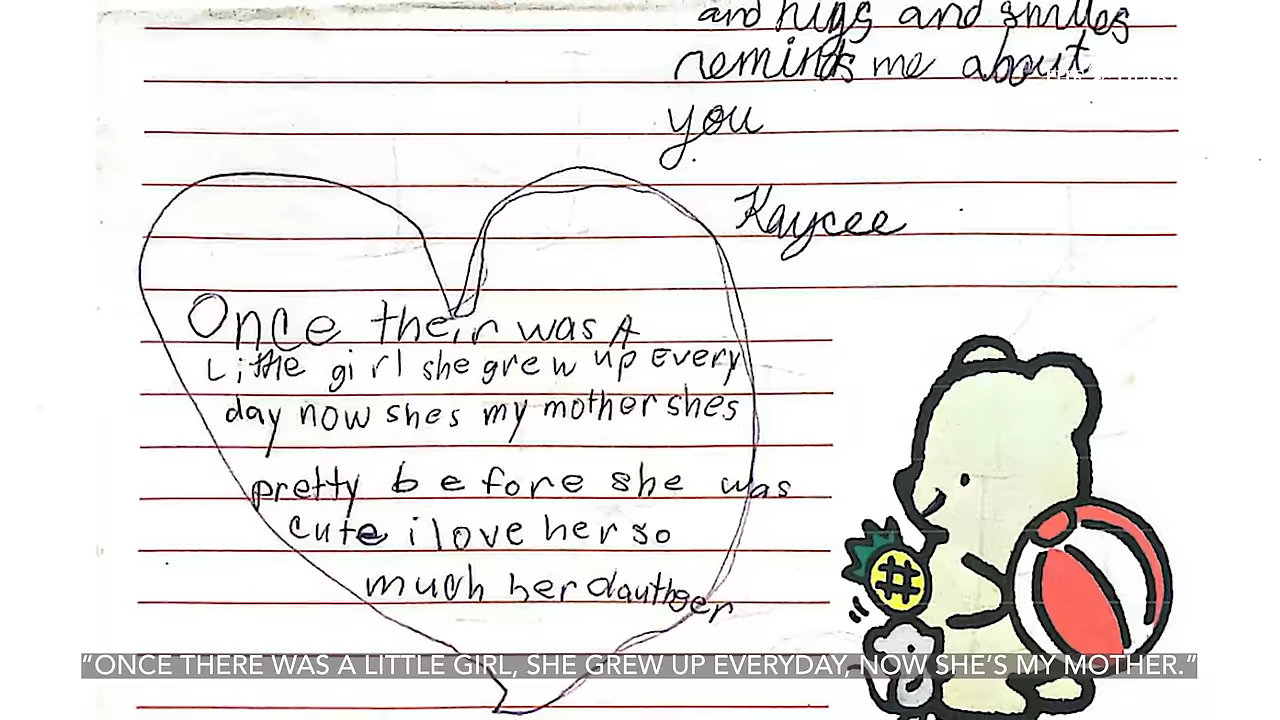 and hugs and smiles
reminds me about
you
Kaycee
Once their was A
Little girl she grew up Every
day now shes my mother shes
pretty before she was
cute i love her so
much her dauthger
“ONCE THERE WAS A LITTLE GIRL, SHE GREW UP EVERYDAY, NOW SHE’S MY MOTHER.”